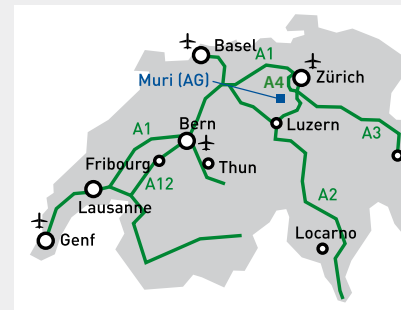 Basel
A1
Zürich
Muri (AG)
A4
Luzern
Bern
A1
A3
Fribourg
Thun
A12
A2
Lausanne
Locarno
Genf